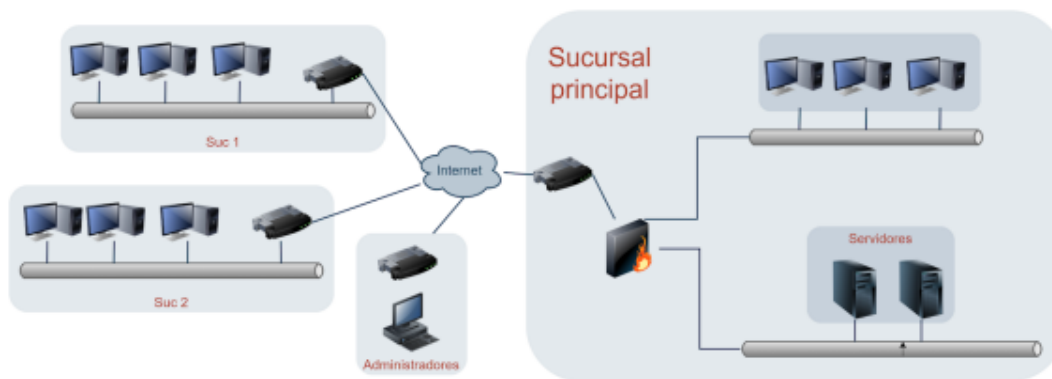 Suc 1
Suc 2
Internet
Administradores
Sucursal
principal
Servidores